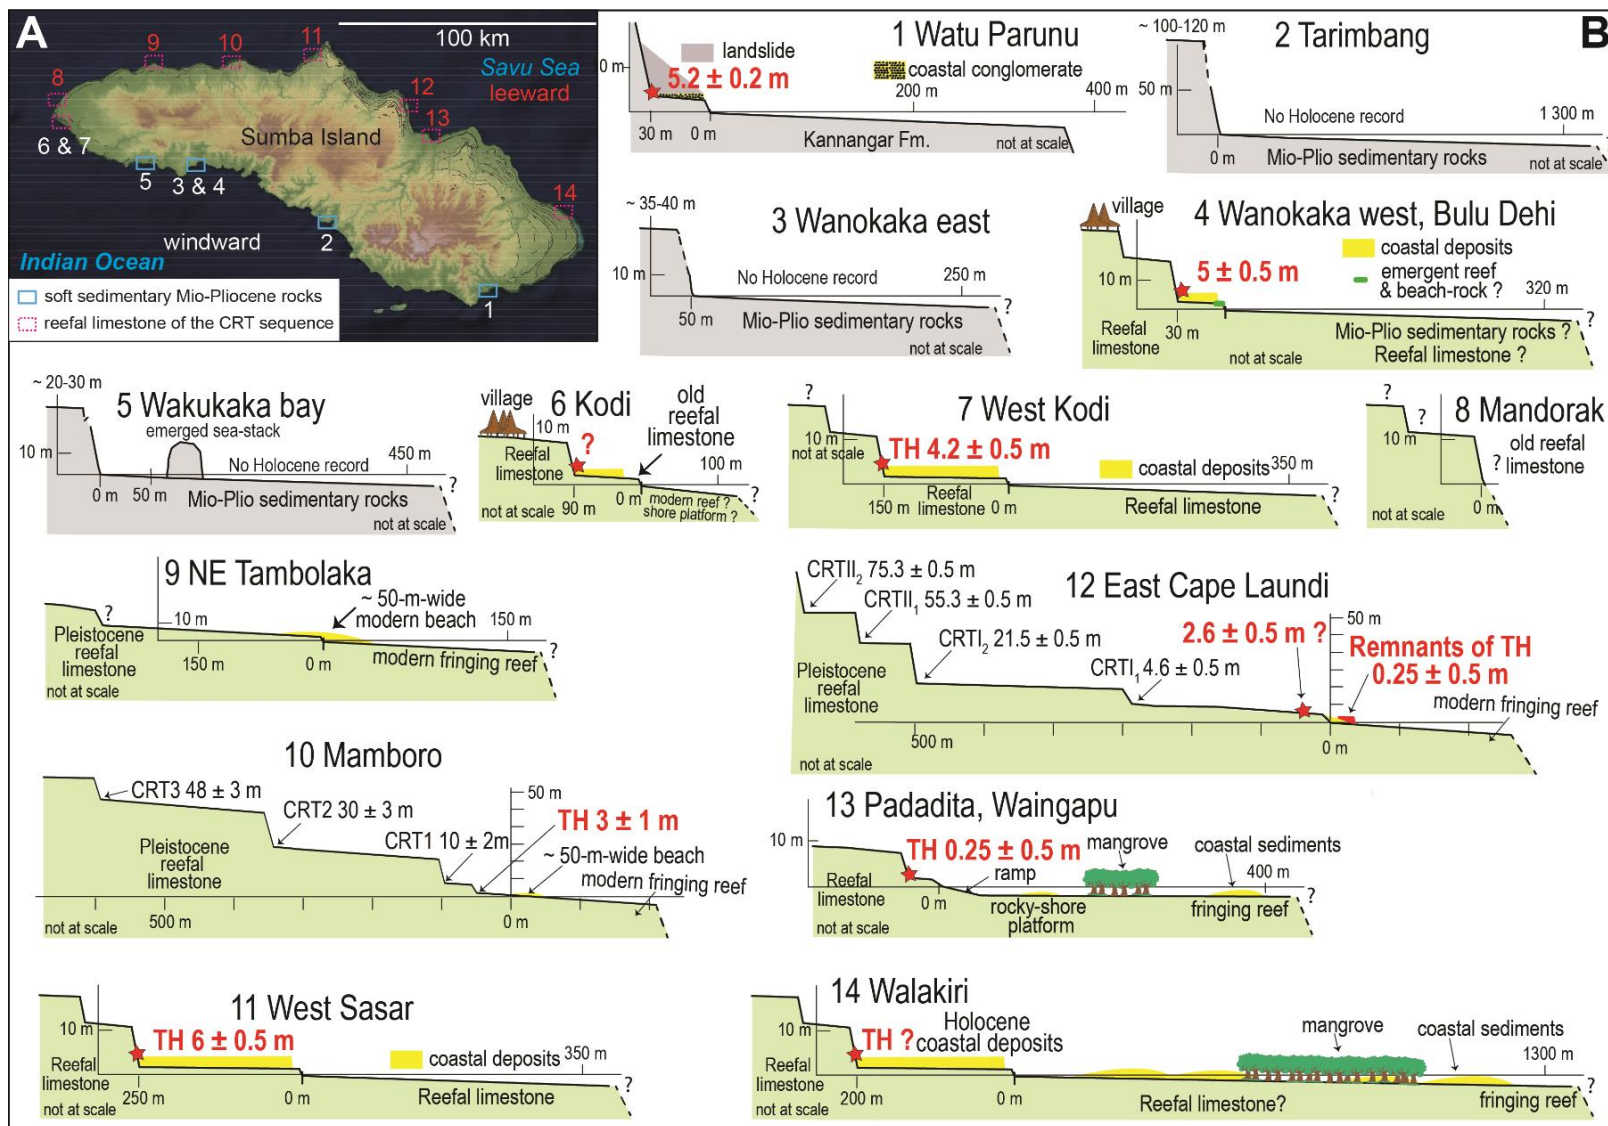 A
9
10
11
100 km
Savu Sea
leeward
8
12
13
Sumba Island
6 & 7
5
3 & 4
14
windward
2
Indian Ocean
1
soft sedimentary Mio-Pliocene rocks
reefal limestone of the CRT sequence
B
1 Watu Parunu
landslide
coastal conglomerate
0 m
5.2 ± 0.2 m
200 m
400 m
30 m
0 m
Kannangar Fm.
not at scale
2 Tarimbang
~ 100-120 m
50 m
No Holocene record
1 300 m
0 m
Mio-Plio sedimentary rocks
not at scale
?
3 Wanokaka east
~ 35-40 m
10 m
No Holocene record
250 m
50 m
Mio-Plio sedimentary rocks
not at scale
?
4 Wanokaka west, Bulu Dehi
village
coastal deposits
emergent reef
& beach-rock ?
10 m
5 ± 0.5 m
320 m
30 m
Reefal
limestone
Mio-Plio sedimentary rocks ?
not at scale
Reefal limestone ?
?
5 Wakukaka bay
~ 20-30 m
emerged sea-stack
10 m
No Holocene record
450 m
0 m
50 m
Mio-Plio sedimentary rocks
not at scale
?
6 Kodi
village
old
reefal
limestone
10 m
?
Reefal
limestone
100 m
0 m
90 m
modern reef ?
shore platform ?
not at scale
?
7 West Kodi
?
10 m
not at scale
TH 4.2 ± 0.5 m
coastal deposits
350 m
150 m
Reefal
limestone
0 m
Reefal limestone
?
8 Mandorak
?
?
10 m
old reefal
limestone
?
0 m
9 NE Tambolaka
~ 50-m-wide
modern beach
?
10 m
150 m
Pleistocene
reefal
limestone
150 m
0 m
modern fringing reef
not at scale
?
12 East Cape Laundi
CRTII2 75.3 ± 0.5 m
CRTII1 55.3 ± 0.5 m
CRTI2 21.5 ± 0.5 m
CRTI1 4.6 ± 0.5 m
2.6 ± 0.5 m ?
50 m
Remnants of TH
0.25 ± 0.5 m
Pleistocene
reefal
limestone
modern fringing reef
500 m
0 m
not at scale
10 Mamboro
CRT3 48 ± 3 m
CRT2 30 ± 3 m
CRT1 10 ± 2m
50 m
TH 3 ± 1 m
~ 50-m-wide beach
modern fringing reef
Pleistocene
reefal
limestone
500 m
0 m
not at scale
13 Padadita, Waingapu
10 m
TH 0.25 ± 0.5 m
mangrove
coastal sediments
ramp
400 m
Reefal
limestone
0 m
rocky-shore
platform
fringing reef
not at scale
?
11 West Sasar
10 m
TH 6 ± 0.5 m
coastal deposits
350 m
Reefal
limestone
250 m
0 m
Reefal limestone
not at scale
?
14 Walakiri
10 m
TH ?
Holocene
coastal deposits
mangrove
coastal sediments
1300 m
Reefal
limestone
200 m
0 m
Reefal limestone?
fringing reef
not at scale
?